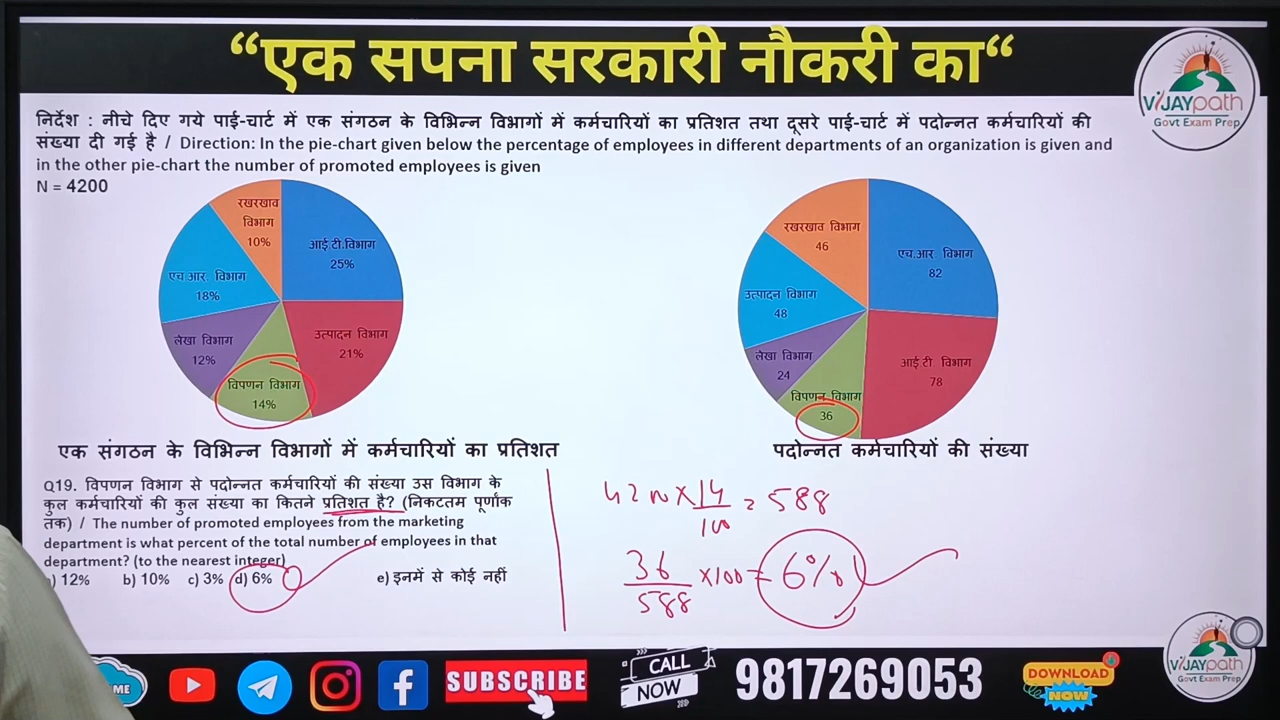 “एक सपना सरकारी नौकरी का“
VIJAYpath
Govt Exam Prep
निर्देश : नीचे दिए गये पाई-चार्ट में एक संगठन के विभिन्न विभागों में कर्मचारियों का प्रतिशत तथा दूसरे पाई-चार्ट में पदोन्नत कर्मचारियों की
संख्या दी गई है / Direction: In the pie-chart given below the percentage of employees in different departments of an organization is given and
in the other pie-chart the number of promoted employees is given
N = 4200
रखरखाव
विभाग
10%
आई.टी.विभाग
25%
एच.आर. विभाग
18%
उत्पादन विभाग
21%
लेखा विभाग
12%
विपणन विभाग
14%
एक संगठन के विभिन्न विभागों में कर्मचारियों का प्रतिशत
रखरखाव विभाग
46
एच.आर. विभाग
82
उत्पादन विभाग
48
लेखा विभाग
24
आई.टी. विभाग
78
विपणन विभाग
36
पदोन्नत कर्मचारियों की संख्या
Q19. विपणन विभाग से पदोन्नत कर्मचारियों की संख्या उस विभाग के
कुल कर्मचारियों की कुल संख्या का कितने प्रतिशत है? (निकटतम पूर्णांक
तक) / The number of promoted employees from the marketing
department is what percent of the total number of employees in that
department? (to the nearest integer)
) 12% b) 10% c) 3% d) 6% e) इनमें से कोई नहीं
14
100
= 588
36
588
×100 = 6%
ME
SUBSCRIBE
CALL
NOW
9817269053
DOWNLOAD
NOW
VIJAYpath
Govt Exam Prep